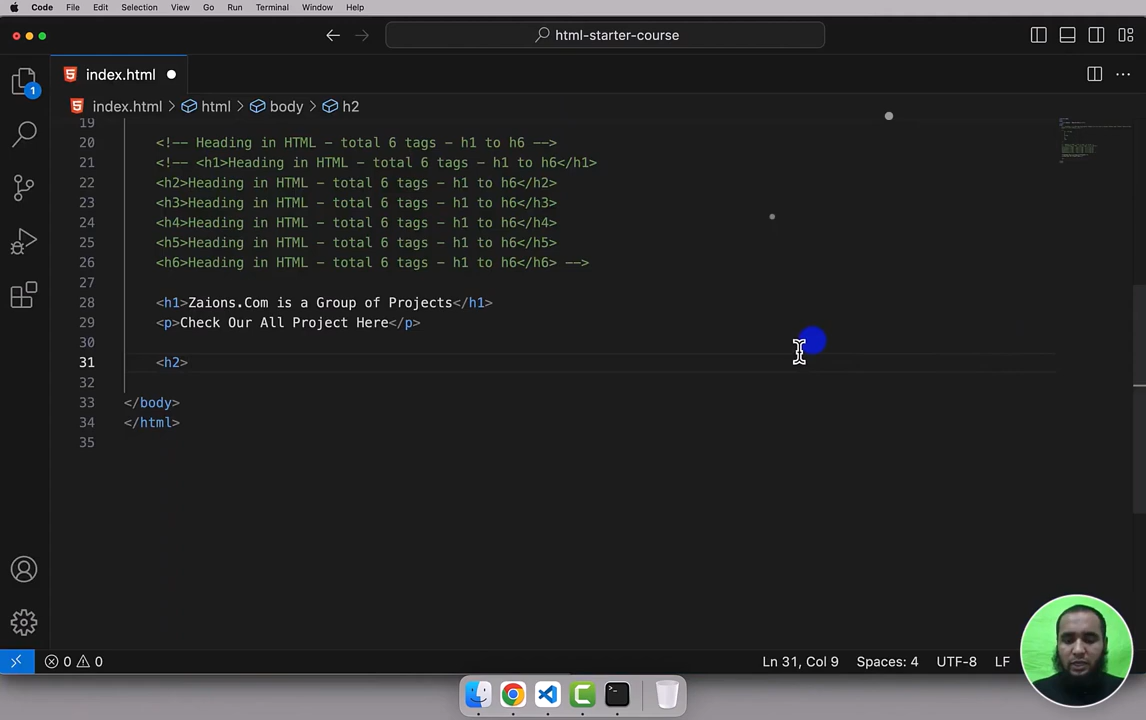 Code File Edit Selection View Go Run Terminal Window Help
html-starter-course
index.html
1
index.html > html > body > h2
19
20 <!-- Heading in HTML - total 6 tags - h1 to h6 -->
21 <!-- <h1>Heading in HTML - total 6 tags - h1 to h6</h1>
22 <h2>Heading in HTML - total 6 tags - h1 to h6</h2>
23 <h3>Heading in HTML - total 6 tags - h1 to h6</h3>
24 <h4>Heading in HTML - total 6 tags - h1 to h6</h4>
25 <h5>Heading in HTML - total 6 tags - h1 to h6</h5>
26 <h6>Heading in HTML - total 6 tags - h1 to h6</h6> -->
27
28 <h1>Zaions.Com is a Group of Projects</h1>
29 <p>Check Our All Project Here</p>
30
31 <h2>
32
33 </body>
34 </html>
35
0 0 Ln 31, Col 9 Spaces: 4 UTF-8 LF